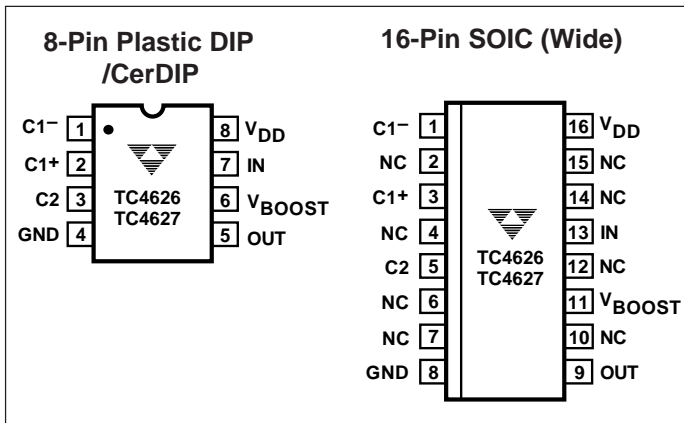 8-Pin Plastic DIP
/CerDIP
C1– 1
C1+ 2
C2 3
GND 4
8 VDD
7 IN
6 VBOOST
5 OUT
TC4626
TC4627
16-Pin SOIC (Wide)
C1– 1
NC 2
C1+ 3
NC 4
C2 5
NC 6
NC 7
GND 8
16 VDD
15 NC
14 NC
13 IN
12 NC
11 VBOOST
10 NC
9 OUT
TC4626
TC4627